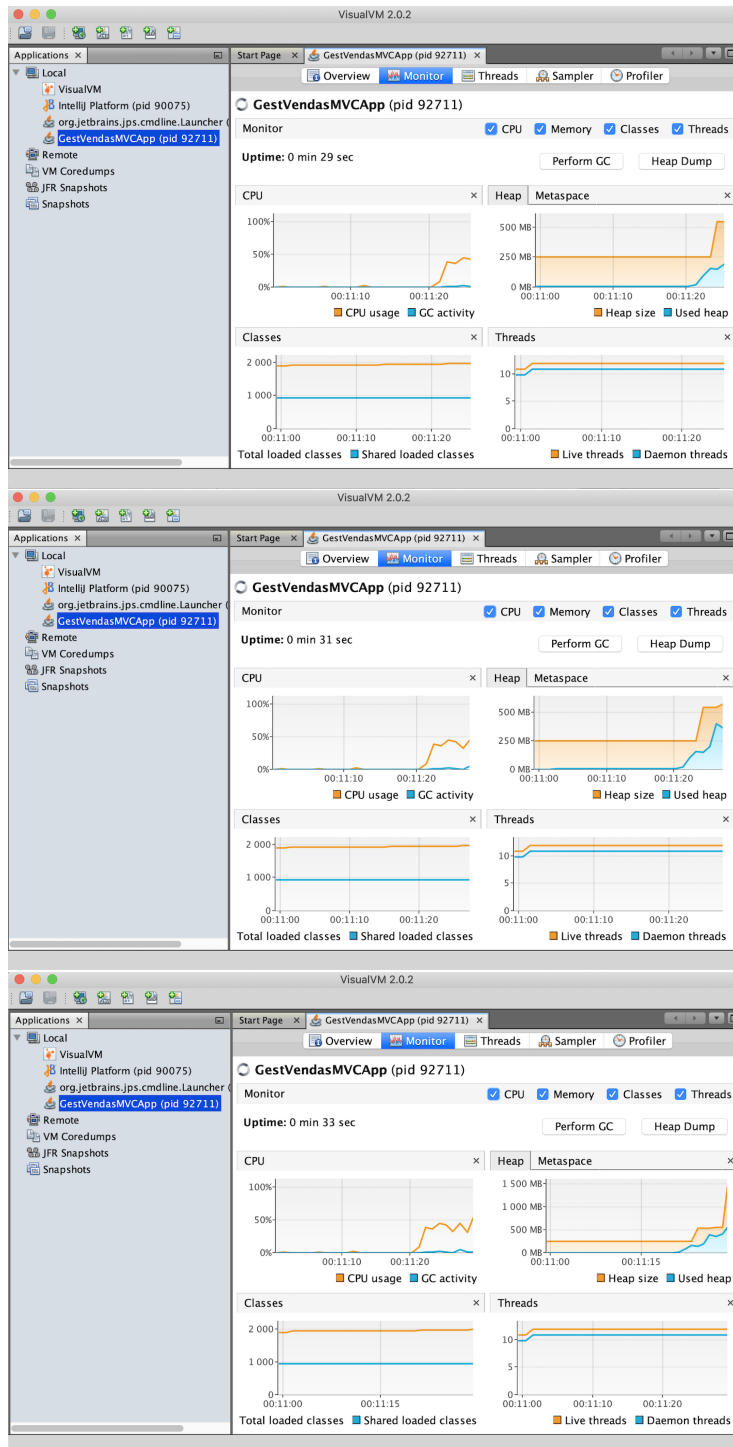 VisualVM 2.0.2
Applications × Start Page × GestVendasMVCApp (pid 92711) ×
Local Overview Monitor Threads Sampler Profiler
VisualVM
IntelliJ Platform (pid 90075) GestVendasMVCApp (pid 92711)
org.jetbrains.jps.cmdline.Launcher (
GestVendasMVCApp (pid 92711) Monitor CPU Memory Classes Threads
Remote Uptime: 0 min 29 sec Perform GC Heap Dump
VM Coredumps
JFR Snapshots
Snapshots
CPU × Heap Metaspace ×
100% 500 MB
50% 250 MB
0% 0 MB
00:11:10 00:11:20 00:11:00 00:11:10 00:11:20
CPU usage GC activity Heap size Used heap
Classes × Threads ×
2 000 10
1 000 5
0 0
00:11:00 00:11:10 00:11:20 00:11:00 00:11:10 00:11:20
Total loaded classes Shared loaded classes Live threads Daemon threads
VisualVM 2.0.2
Applications × Start Page × GestVendasMVCApp (pid 92711) ×
Local Overview Monitor Threads Sampler Profiler
VisualVM
IntelliJ Platform (pid 90075) GestVendasMVCApp (pid 92711)
org.jetbrains.jps.cmdline.Launcher (
GestVendasMVCApp (pid 92711) Monitor CPU Memory Classes Threads
Remote Uptime: 0 min 31 sec Perform GC Heap Dump
VM Coredumps
JFR Snapshots
Snapshots
CPU × Heap Metaspace ×
100% 500 MB
50% 250 MB
0% 0 MB
00:11:10 00:11:20 00:11:00 00:11:10 00:11:20
CPU usage GC activity Heap size Used heap
Classes × Threads ×
2 000 10
1 000 5
0 0
00:11:00 00:11:10 00:11:20 00:11:00 00:11:10 00:11:20
Total loaded classes Shared loaded classes Live threads Daemon threads
VisualVM 2.0.2
Applications × Start Page × GestVendasMVCApp (pid 92711) ×
Local Overview Monitor Threads Sampler Profiler
VisualVM
IntelliJ Platform (pid 90075) GestVendasMVCApp (pid 92711)
org.jetbrains.jps.cmdline.Launcher (
GestVendasMVCApp (pid 92711) Monitor CPU Memory Classes Threads
Remote Uptime: 0 min 33 sec Perform GC Heap Dump
VM Coredumps
JFR Snapshots
Snapshots
CPU × Heap Metaspace ×
100% 1 500 MB
1 000 MB
50% 500 MB
0% 0 MB
00:11:10 00:11:20 00:11:00 00:11:15
CPU usage GC activity Heap size Used heap
Classes × Threads ×
2 000 10
1 000 5
0 0
00:11:00 00:11:15 00:11:00 00:11:10 00:11:20
Total loaded classes Shared loaded classes Live threads Daemon threads